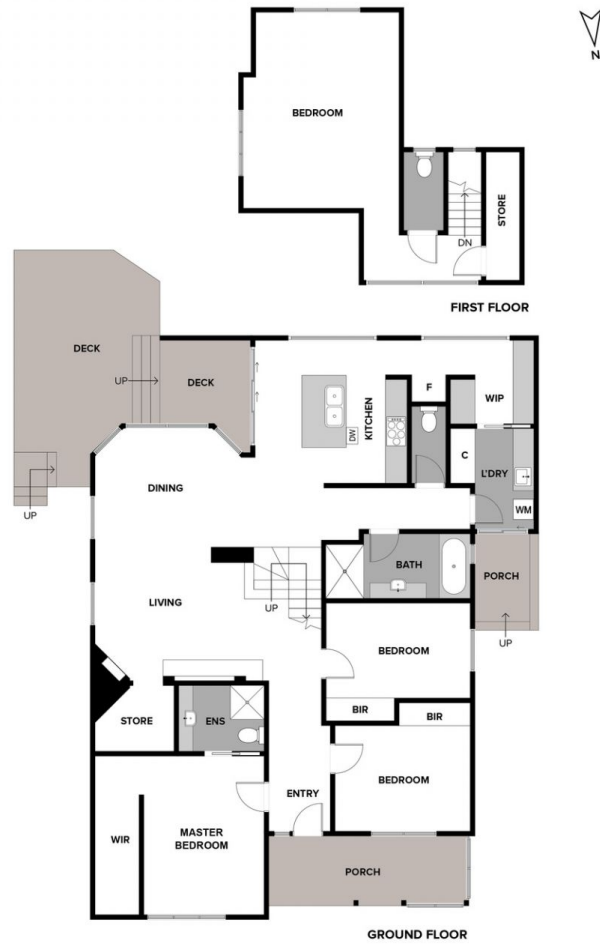 N
BEDROOM
STORE
DN
FIRST FLOOR
DECK
UP
DECK
F
WIP
KITCHEN
DW
C
L'DRY
WM
DINING
UP
BATH
PORCH
UP
LIVING
UP
BEDROOM
BIR
BIR
STORE
ENS
BEDROOM
ENTRY
WIR
MASTER
BEDROOM
PORCH
GROUND FLOOR